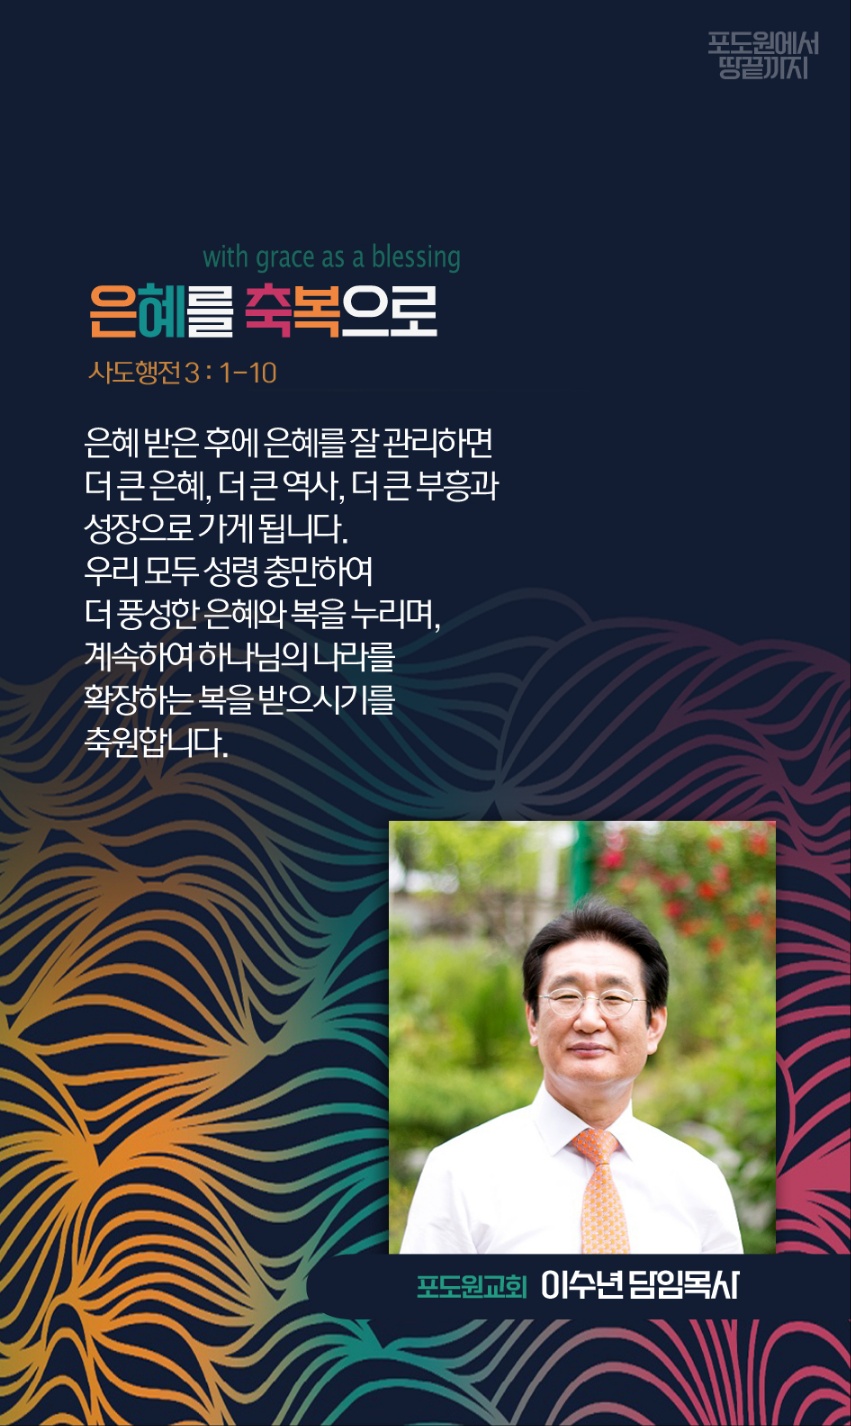 포도원에서
땅끝까지
with grace as a blessing
은혜를 축복으로
사도행전 3 : 1-10
은혜 받은 후에 은혜를 잘 관리하면
더 큰 은혜, 더 큰 역사, 더 큰 부흥과
성장으로 가게 됩니다.
우리 모두 성령 충만하여
더 풍성한 은혜와 복을 누리며,
계속하여 하나님의 나라를
확장하는 복을 받으시기를
축원합니다.
포도원교회 이수년 담임목사